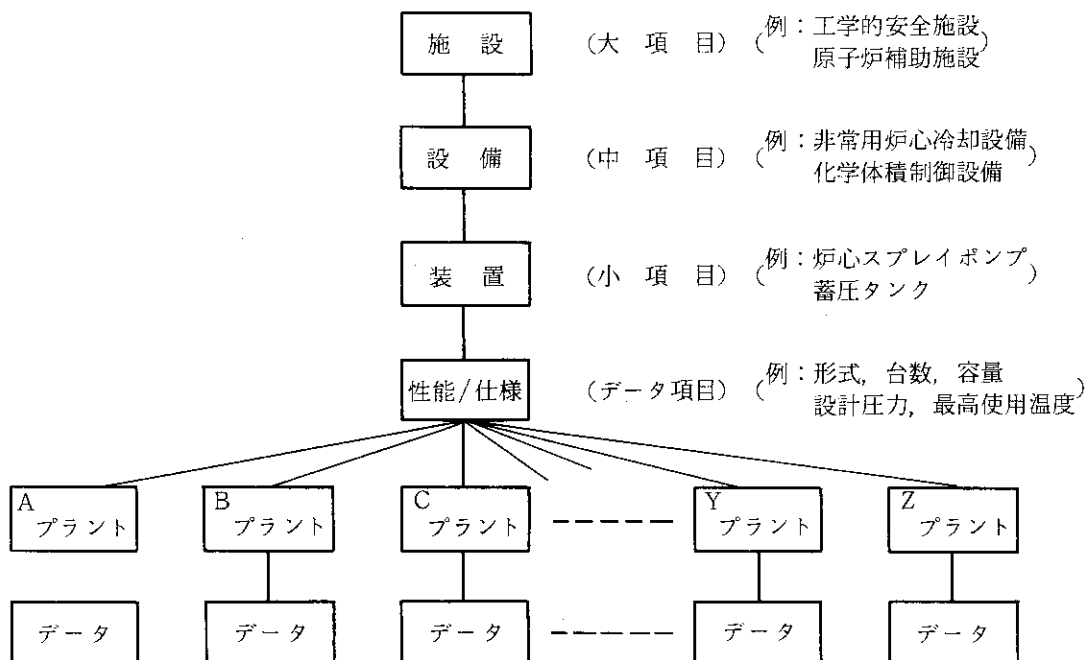 施設 (大項目) (例：工学的安全施設
原子炉補助施設)
設備 (中項目) (例：非常用炉心冷却設備
化学体積制御設備)
装置 (小項目) (例：炉心スプレイポンプ
蓄圧タンク)
性能/仕様 (データ項目) (例：形式, 台数, 容量
設計圧力, 最高使用温度)
A プラント B プラント C プラント Y プラント Z プラント
データ データ データ データ データ